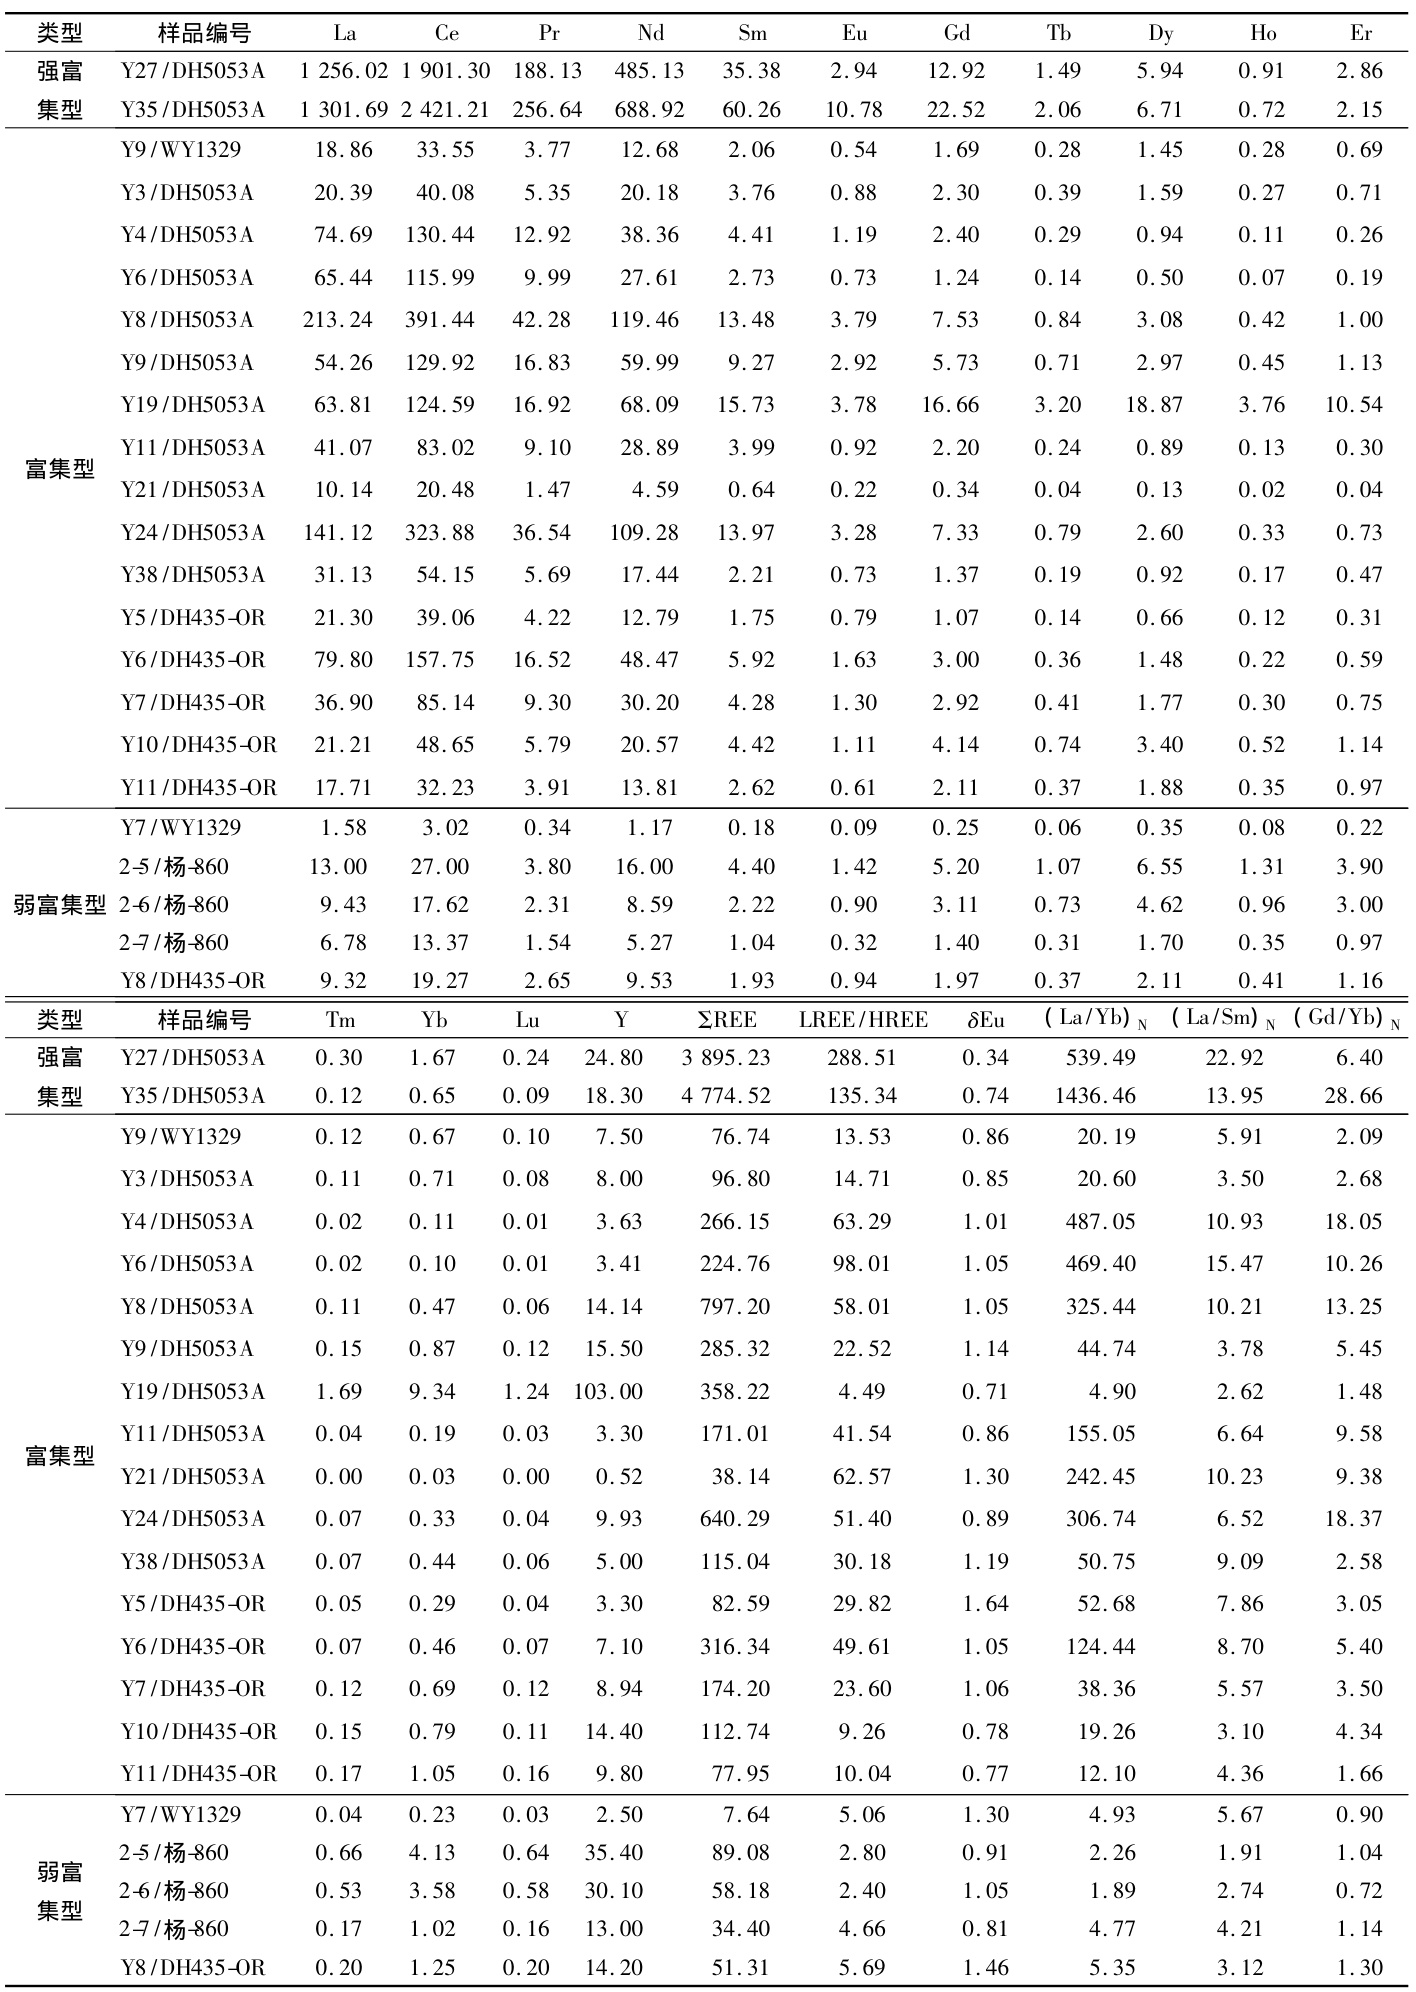 类型 样品编号 La Ce Pr Nd Sm Eu Gd Tb Dy Ho Er
强富 Y27/DH5053A 1 256.02 1 901.30 188.13 485.13 35.38 2.94 12.92 1.49 5.94 0.91 2.86
集型 Y35/DH5053A 1 301.69 2 421.21 256.64 688.92 60.26 10.78 22.52 2.06 6.71 0.72 2.15
Y9/WY1329 18.86 33.55 3.77 12.68 2.06 0.54 1.69 0.28 1.45 0.28 0.69
Y3/DH5053A 20.39 40.08 5.35 20.18 3.76 0.88 2.30 0.39 1.59 0.27 0.71
Y4/DH5053A 74.69 130.44 12.92 38.36 4.41 1.19 2.40 0.29 0.94 0.11 0.26
Y6/DH5053A 65.44 115.99 9.99 27.61 2.73 0.73 1.24 0.14 0.50 0.07 0.19
Y8/DH5053A 213.24 391.44 42.28 119.46 13.48 3.79 7.53 0.84 3.08 0.42 1.00
Y9/DH5053A 54.26 129.92 16.83 59.99 9.27 2.92 5.73 0.71 2.97 0.45 1.13
Y19/DH5053A 63.81 124.59 16.92 68.09 15.73 3.78 16.66 3.20 18.87 3.76 10.54
Y11/DH5053A 41.07 83.02 9.10 28.89 3.99 0.92 2.20 0.24 0.89 0.13 0.30
富集型
Y21/DH5053A 10.14 20.48 1.47 4.59 0.64 0.22 0.34 0.04 0.13 0.02 0.04
Y24/DH5053A 141.12 323.88 36.54 109.28 13.97 3.28 7.33 0.79 2.60 0.33 0.73
Y38/DH5053A 31.13 54.15 5.69 17.44 2.21 0.73 1.37 0.19 0.92 0.17 0.47
Y5/DH435-OR 21.30 39.06 4.22 12.79 1.75 0.79 1.07 0.14 0.66 0.12 0.31
Y6/DH435-OR 79.80 157.75 16.52 48.47 5.92 1.63 3.00 0.36 1.48 0.22 0.59
Y7/DH435-OR 36.90 85.14 9.30 30.20 4.28 1.30 2.92 0.41 1.77 0.30 0.75
Y10/DH435-OR 21.21 48.65 5.79 20.57 4.42 1.11 4.14 0.74 3.40 0.52 1.14
Y11/DH435-OR 17.71 32.23 3.91 13.81 2.62 0.61 2.11 0.37 1.88 0.35 0.97
Y7/WY1329 1.58 3.02 0.34 1.17 0.18 0.09 0.25 0.06 0.35 0.08 0.22
2-5/杨-860 13.00 27.00 3.80 16.00 4.40 1.42 5.20 1.07 6.55 1.31 3.90
弱富集型 2-6/杨-860 9.43 17.62 2.31 8.59 2.22 0.90 3.11 0.73 4.62 0.96 3.00
2-7/杨-860 6.78 13.37 1.54 5.27 1.04 0.32 1.40 0.31 1.70 0.35 0.97
Y8/DH435-OR 9.32 19.27 2.65 9.53 1.93 0.94 1.97 0.37 2.11 0.41 1.16
类型 样品编号 Tm Yb Lu Y ΣREE LREE/HREE δEu (La/Yb)N (La/Sm)N (Gd/Yb)N
强富 Y27/DH5053A 0.30 1.67 0.24 24.80 3 895.23 288.51 0.34 539.49 22.92 6.40
集型 Y35/DH5053A 0.12 0.65 0.09 18.30 4 774.52 135.34 0.74 1436.46 13.95 28.66
Y9/WY1329 0.12 0.67 0.10 7.50 76.74 13.53 0.86 20.19 5.91 2.09
Y3/DH5053A 0.11 0.71 0.08 8.00 96.80 14.71 0.85 20.60 3.50 2.68
Y4/DH5053A 0.02 0.11 0.01 3.63 266.15 63.29 1.01 487.05 10.93 18.05
Y6/DH5053A 0.02 0.10 0.01 3.41 224.76 98.01 1.05 469.40 15.47 10.26
Y8/DH5053A 0.11 0.47 0.06 14.14 797.20 58.01 1.05 325.44 10.21 13.25
Y9/DH5053A 0.15 0.87 0.12 15.50 285.32 22.52 1.14 44.74 3.78 5.45
Y19/DH5053A 1.69 9.34 1.24 103.00 358.22 4.49 0.71 4.90 2.62 1.48
Y11/DH5053A 0.04 0.19 0.03 3.30 171.01 41.54 0.86 155.05 6.64 9.58
富集型
Y21/DH5053A 0.00 0.03 0.00 0.52 38.14 62.57 1.30 242.45 10.23 9.38
Y24/DH5053A 0.07 0.33 0.04 9.93 640.29 51.40 0.89 306.74 6.52 18.37
Y38/DH5053A 0.07 0.44 0.06 5.00 115.04 30.18 1.19 50.75 9.09 2.58
Y5/DH435-OR 0.05 0.29 0.04 3.30 82.59 29.82 1.64 52.68 7.86 3.05
Y6/DH435-OR 0.07 0.46 0.07 7.10 316.34 49.61 1.05 124.44 8.70 5.40
Y7/DH435-OR 0.12 0.69 0.12 8.94 174.20 23.60 1.06 38.36 5.57 3.50
Y10/DH435-OR 0.15 0.79 0.11 14.40 112.74 9.26 0.78 19.26 3.10 4.34
Y11/DH435-OR 0.17 1.05 0.16 9.80 77.95 10.04 0.77 12.10 4.36 1.66
Y7/WY1329 0.04 0.23 0.03 2.50 7.64 5.06 1.30 4.93 5.67 0.90
2-5/杨-860 0.66 4.13 0.64 35.40 89.08 2.80 0.91 2.26 1.91 1.04
弱富
2-6/杨-860 0.53 3.58 0.58 30.10 58.18 2.40 1.05 1.89 2.74 0.72
集型
2-7/杨-860 0.17 1.02 0.16 13.00 34.40 4.66 0.81 4.77 4.21 1.14
Y8/DH435-OR 0.20 1.25 0.20 14.20 51.31 5.69 1.46 5.35 3.12 1.30